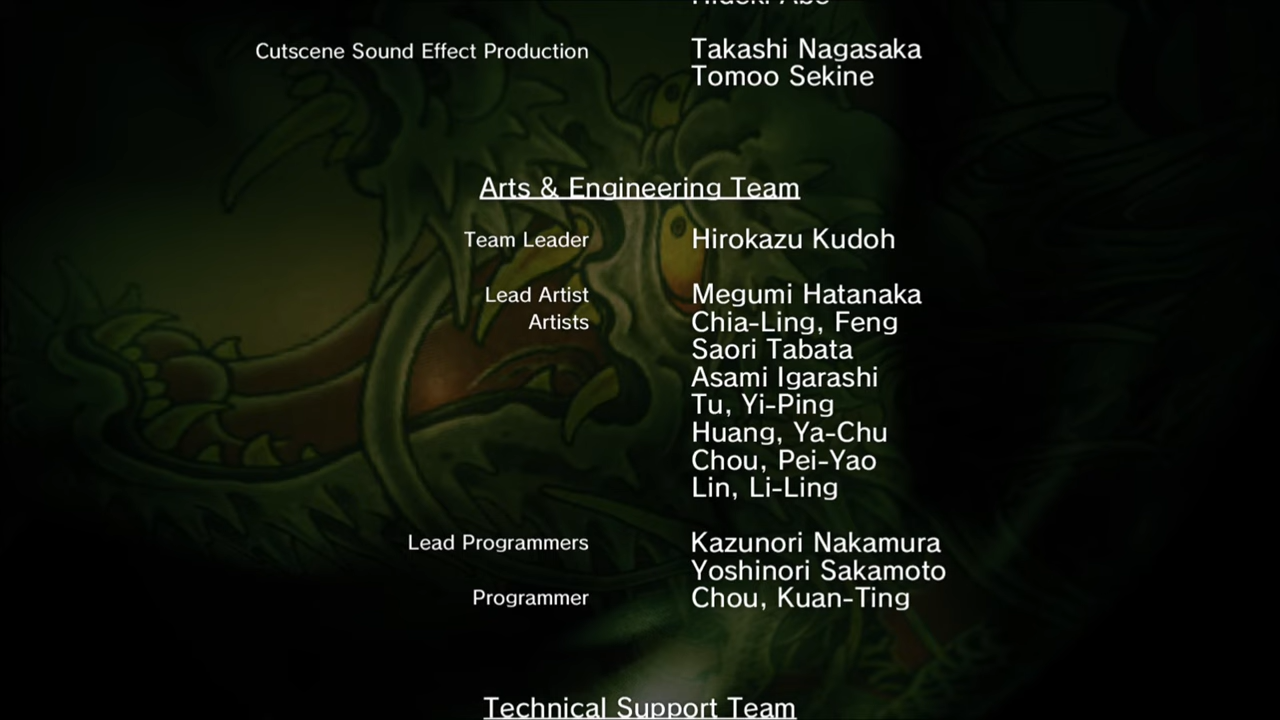 Cutscene Sound Effect Production Takashi Nagasaka
Tomoo Sekine
Arts & Engineering Team
Team Leader Hirokazu Kudoh
Lead Artist Megumi Hatanaka
Artists Chia-Ling, Feng
Saori Tabata
Asami Igarashi
Tu, Yi-Ping
Huang, Ya-Chu
Chou, Pei-Yao
Lin, Li-Ling
Lead Programmers Kazunori Nakamura
Yoshinori Sakamoto
Programmer Chou, Kuan-Ting
Technical Support Team